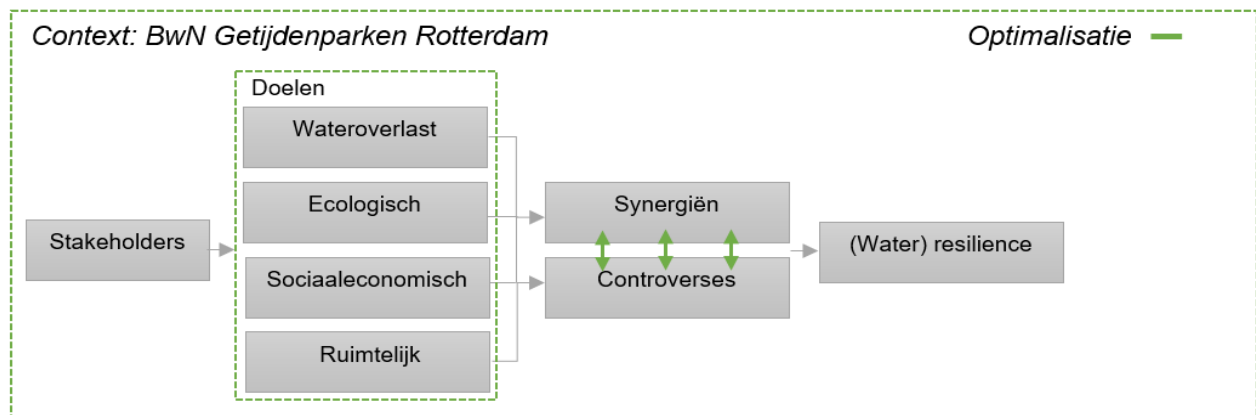 Context: BwN Getijdenparken Rotterdam
Optimalisatie
Doelen
Wateroverlast
Ecologisch
Sociaaleconomisch
Ruimtelijk
Stakeholders
Synergiën
Controverses
(Water) resilience